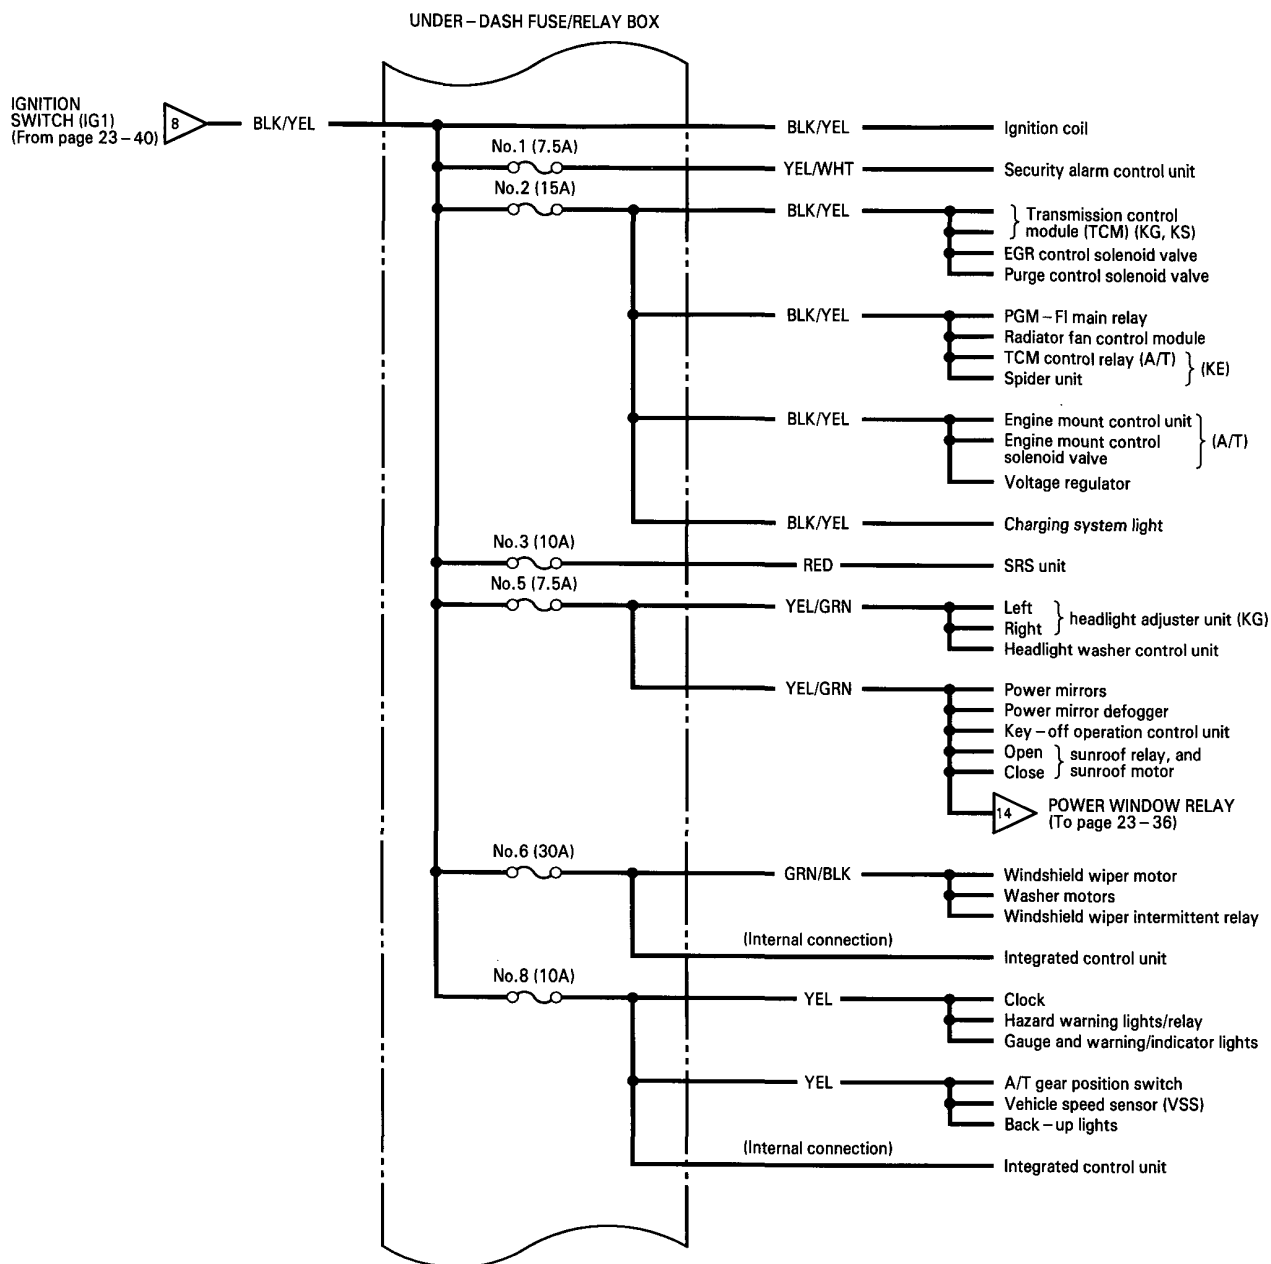 UNDER–DASH FUSE/RELAY BOX
IGNITION
SWITCH (IG1)
(From page 23–40)
8
BLK/YEL
BLK/YEL
Ignition coil
No.1 (7.5A)
YEL/WHT
Security alarm control unit
No.2 (15A)
BLK/YEL
Transmission control
module (TCM) (KG, KS)
EGR control solenoid valve
Purge control solenoid valve
BLK/YEL
PGM–FI main relay
Radiator fan control module
TCM control relay (A/T)
Spider unit
(KE)
BLK/YEL
Engine mount control unit
Engine mount control
solenoid valve
(A/T)
Voltage regulator
BLK/YEL
Charging system light
No.3 (10A)
RED
SRS unit
No.5 (7.5A)
YEL/GRN
Left
Right
headlight adjuster unit (KG)
Headlight washer control unit
YEL/GRN
Power mirrors
Power mirror defogger
Key–off operation control unit
Open
Close
sunroof relay, and
sunroof motor
14
POWER WINDOW RELAY
(To page 23–36)
No.6 (30A)
GRN/BLK
Windshield wiper motor
Washer motors
Windshield wiper intermittent relay
(Internal connection)
Integrated control unit
No.8 (10A)
YEL
Clock
Hazard warning lights/relay
Gauge and warning/indicator lights
YEL
A/T gear position switch
Vehicle speed sensor (VSS)
Back–up lights
(Internal connection)
Integrated control unit